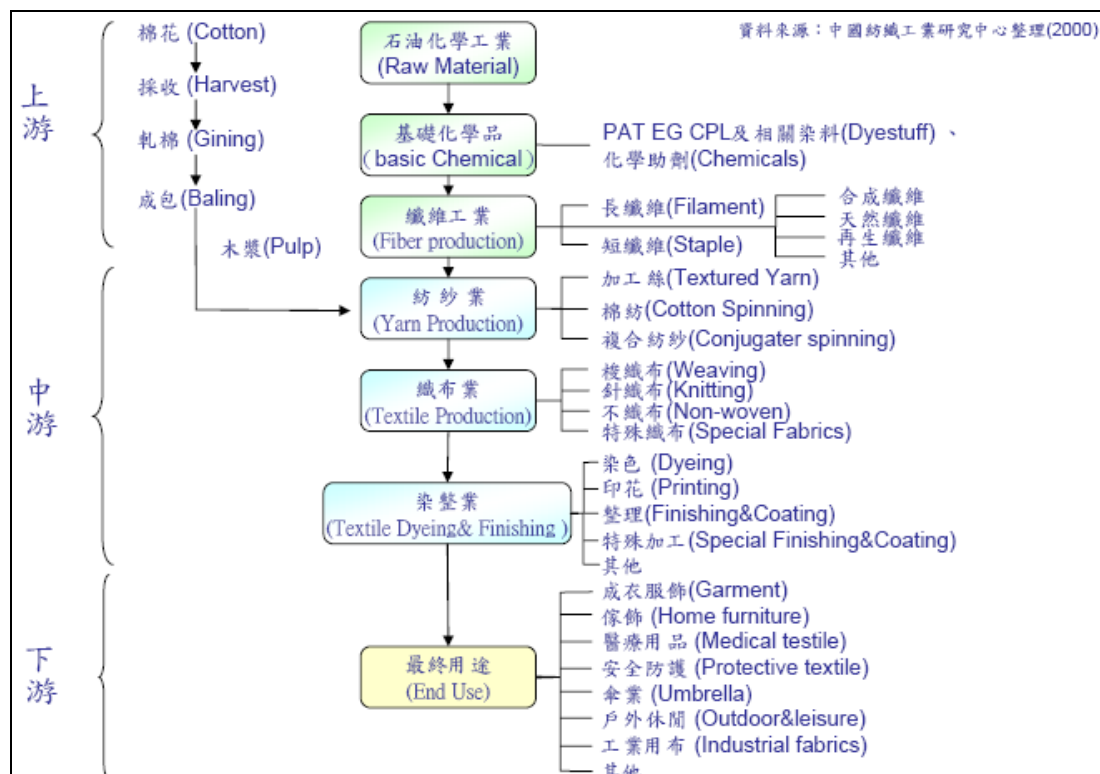 資料來源：中國紡織工業研究中心整理(2000)
上游
棉花 (Cotton)
採收 (Harvest)
軋棉 (Gining)
成包(Baling)
木漿(Pulp)
石油化學工業
(Raw Material)
基礎化學品
( basic Chemical )
PAT EG CPL及相關染料(Dyestuff) 、
化學助劑(Chemicals)
纖維工業
(Fiber production)
長纖維(Filament)
短纖維(Staple)
合成纖維
天然纖維
再生纖維
其他
中游
紡紗業
(Yarn Production)
加工絲(Textured Yarn)
棉紡(Cotton Spinning)
複合紡紗(Conjugater spinning)
織布業
(Textile Production)
梭織布(Weaving)
針織布(Knitting)
不織布(Non-woven)
特殊織布(Special Fabrics)
染整業
(Textile Dyeing& Finishing )
染色 (Dyeing)
印花 (Printing)
整理(Finishing&Coating)
特殊加工(Special Finishing&Coating)
其他
下游
最終用途
(End Use)
成衣服飾(Garment)
傢飾 (Home furniture)
醫療用品 (Medical testile)
安全防護 (Protective textile)
傘業 (Umbrella)
戶外休閒 (Outdoor&leisure)
工業用布 (Industrial fabrics)
其他